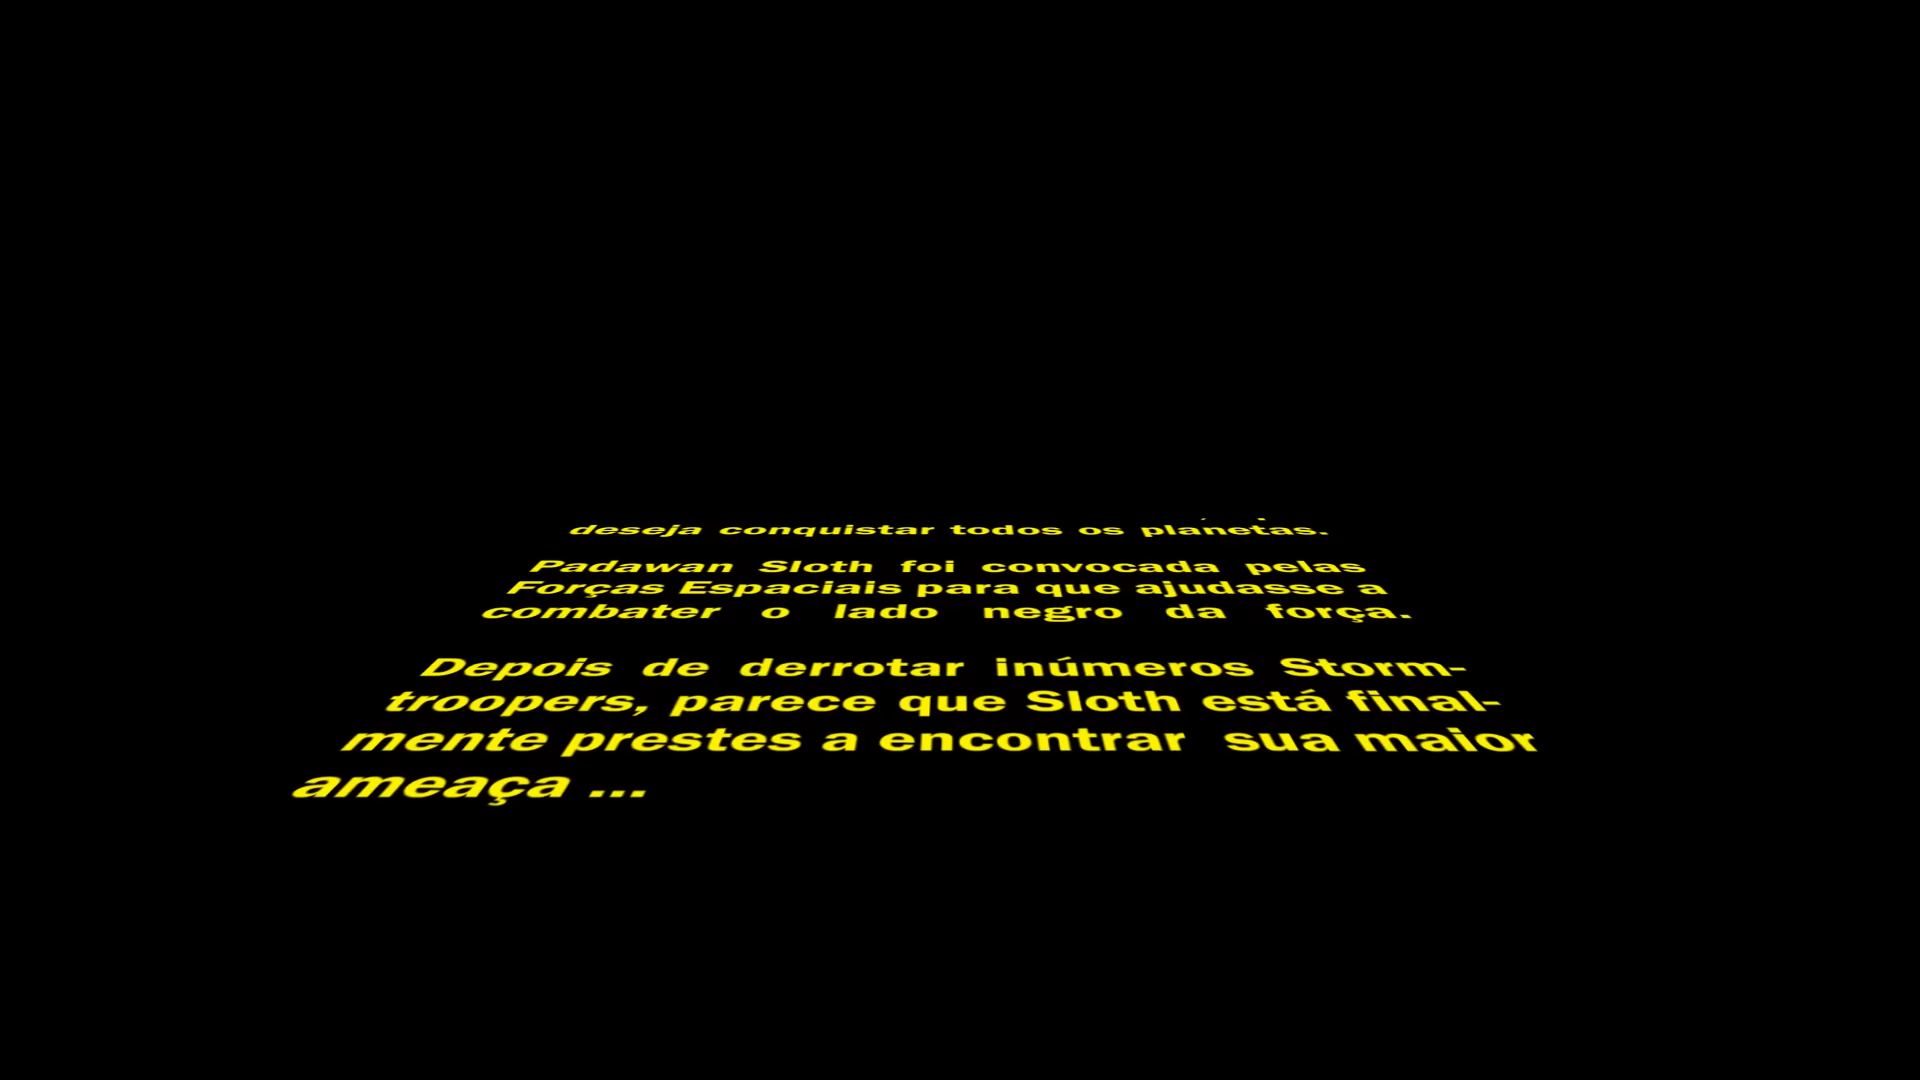 deseja conquistar todos os planetas.
Padawan Sloth foi convocada pelas
Forças Espaciais para que ajudasse a
combater o lado negro da força.
Depois de derrotar inúmeros Storm-
troopers, parece que Sloth está final-
mente prestes a encontrar sua maior
ameaça ...